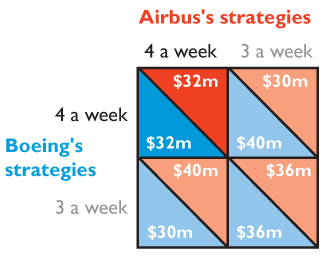 Airbus's strategies
4 a week 3 a week
$32m $30m
4 a week
$32m $40m
Boeing's
strategies
$40m $36m
3 a week
$30m $36m